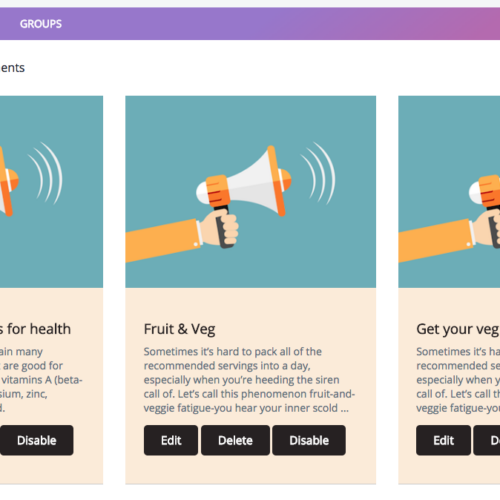 GROUPS
ents
s for health
ain many
are good for
vitamins A (beta-
sium, zinc,
d.
Disable
Fruit & Veg
Sometimes it's hard to pack all of the
recommended servings into a day,
especially when you're heeding the siren
call of. Let's call this phenomenon fruit-and-
veggie fatigue-you hear your inner scold ...
Edit Delete Disable
Get your veg
Sometimes it's ha
recommended se
especially when y
call of. Let's call t
veggie fatigue-yo
Edit D